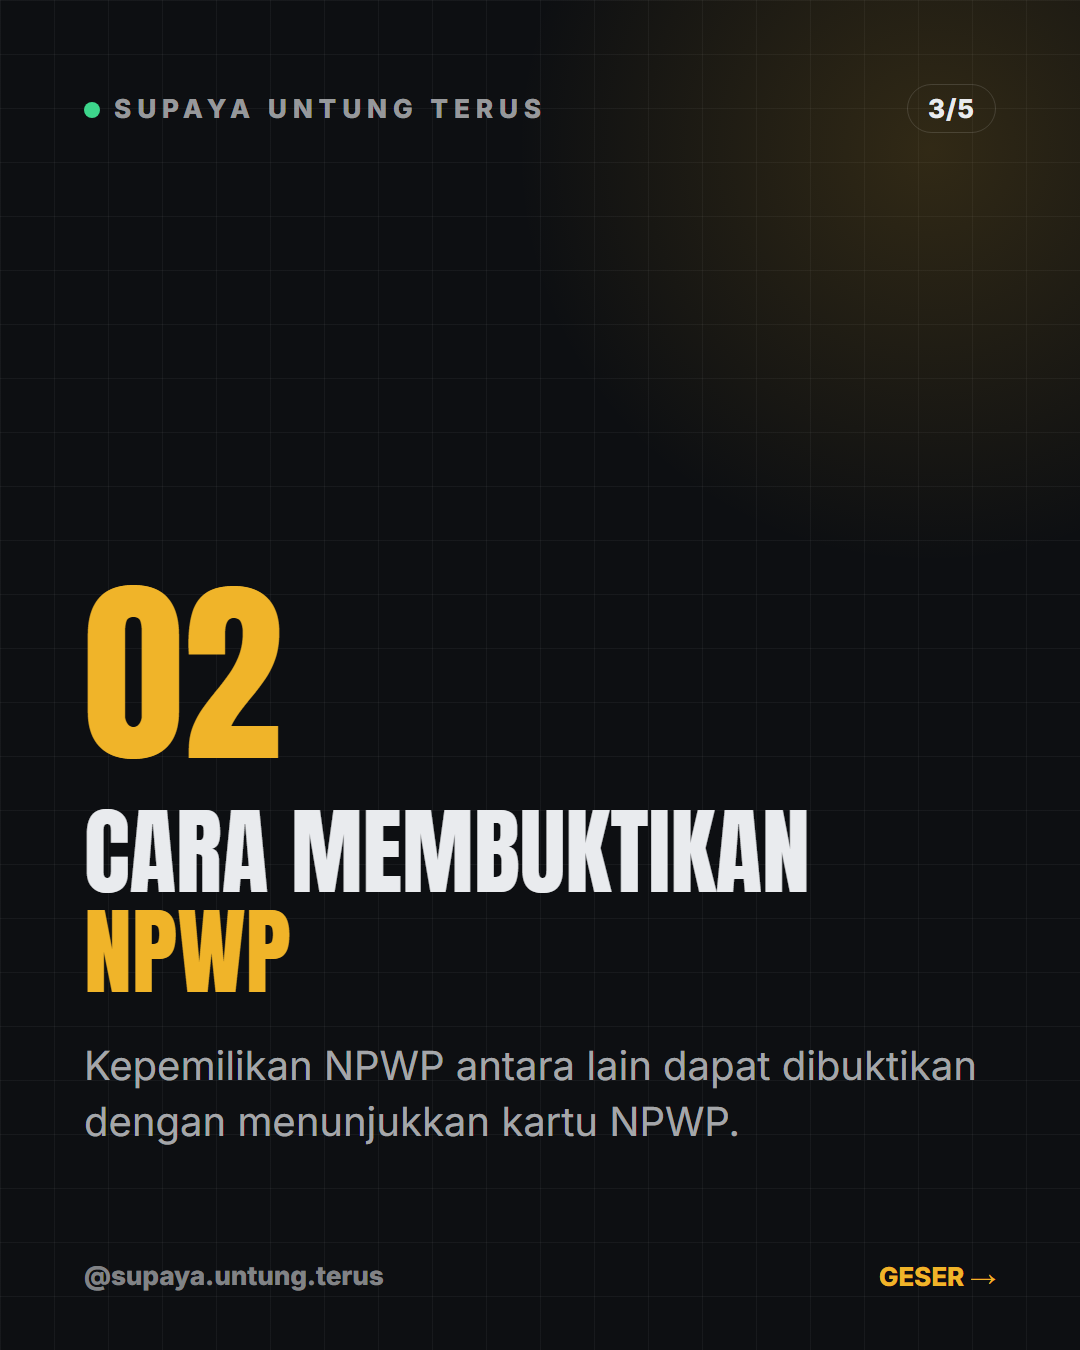 SUPAYA UNTUNG TERUS
3/5
02
CARA MEMBUKTIKAN
NPWP
Kepemilikan NPWP antara lain dapat dibuktikan
dengan menunjukkan kartu NPWP.
@supaya.untung.terus
GESER →